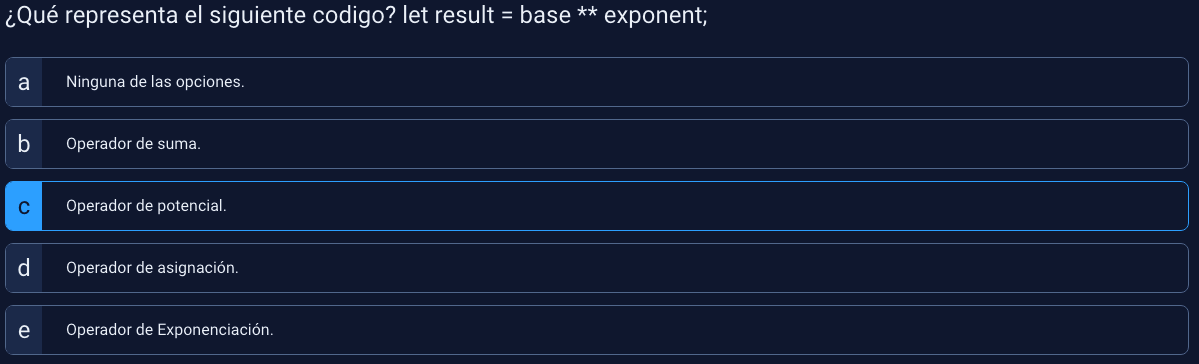 ¿Qué representa el siguiente codigo? let result = base ** exponent;
a Ninguna de las opciones.
b Operador de suma.
c Operador de potencial.
d Operador de asignación.
e Operador de Exponenciación.